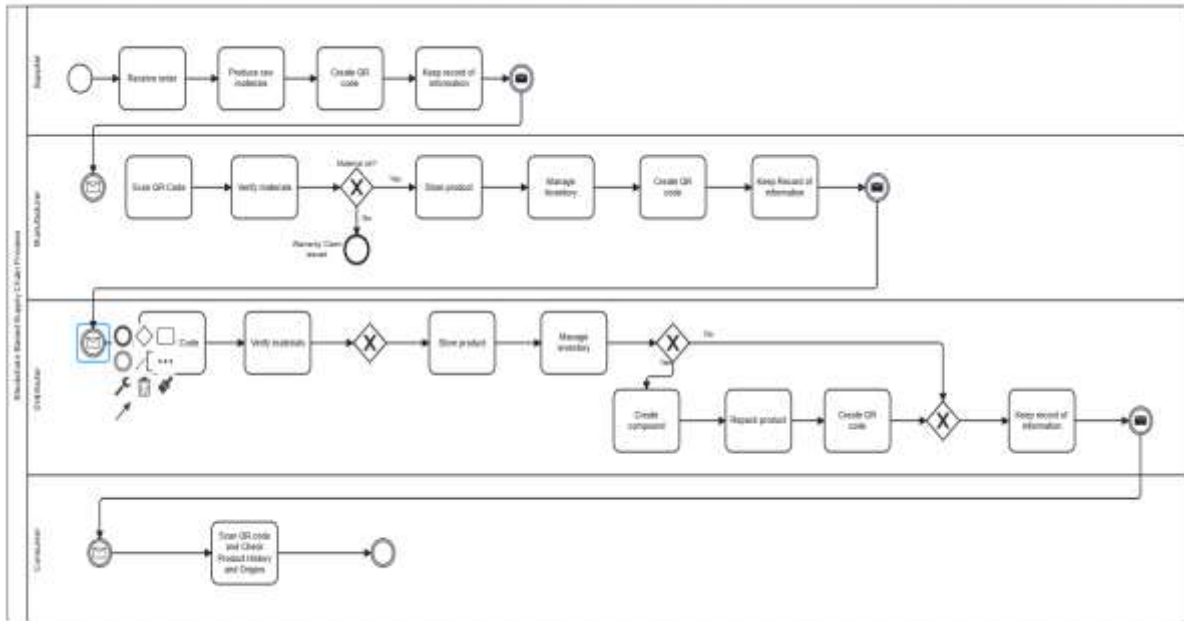 Blockchain Based Supply Chain Process
Supplier
Receive order
Produce raw
materials
Create QR
code
Keep record of
information
Manufacturer
Scan QR Code
Verify materials
Material ok?
Yes
No
Warranty Claim
issued
Store product
Manage
Inventory
Create QR
code
Keep Record of
information
Distributor
Code
Verify materials
Store product
Manage
inventory
No
Yes
Create
compound
Repack product
Create QR
code
Keep record of
information
Consumer
Scan QR code
and Check
Product History
and Origins